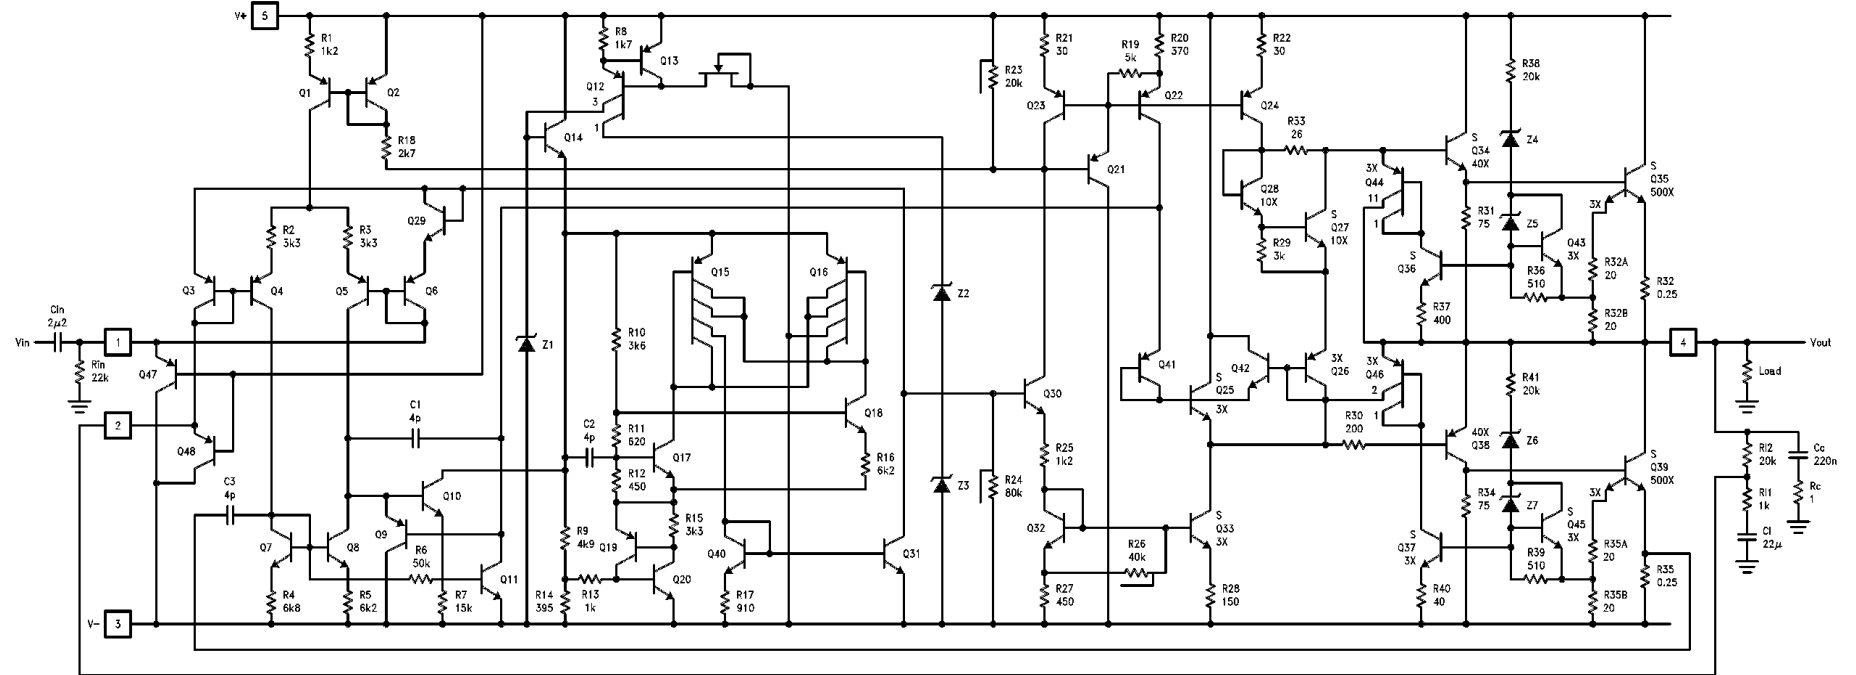 V+ 5
R1
1k2
Q1
Q2
R18
2k7
R8
1k7
Q13
Q12
3
1
Q14
R23
20k
R21
30
Q23
R19
5k
R20
370
Q22
R22
30
Q24
Q21
R33
26
Q28
10X
S
Q27
10X
R29
3k
S
Q34
40X
3X
Q44
11
1
R38
20k
Z4
S
Q35
500X
3X
R31
75
Z5
Q43
3X
S
Q36
R37
400
R36
510
R32A
20
R32
0.25
R32B
20
Q29
R2
3k3
R3
3k3
Q3
Q4
Q5
Q6
Cin
2μ2
Vin
1
Rin
22k
Q47
2
Q48
C1
4p
C3
4p
Q7
Q8
Q9
Q10
R6
50k
Q11
R4
6k8
R5
6k2
R7
15k
V- 3
Z1
Q15
Q16
R10
3k6
C2
4p
R11
620
R12
450
Q17
Q18
R16
6k2
R9
4k9
Q19
R15
3k3
Q20
Q40
Q31
R14
395
R13
1k
R17
910
Z2
Z3
R24
80k
Q30
R25
1k2
Q32
R26
40k
R27
450
Q41
S
Q25
3X
Q42
3X
Q26
S
Q33
3X
R28
150
R30
200
3X
Q46
2
1
40X
Q38
R41
20k
Z6
S
Q39
500X
3X
R34
75
Z7
S
Q45
3X
S
Q37
3X
R40
40
R39
510
R35A
20
R35
0.25
R35B
20
4
Vout
Load
Rl2
20k
Rl1
1k
Cl
22μ
Cc
220n
Rc
1